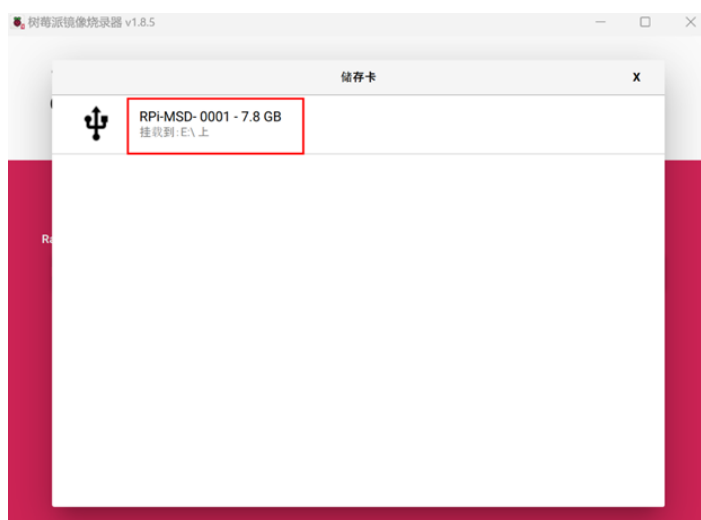 树莓派镜像烧录器 v1.8.5
储存卡
X
RPi-MSD- 0001 - 7.8 GB
挂载到:E:\ 上
Ra